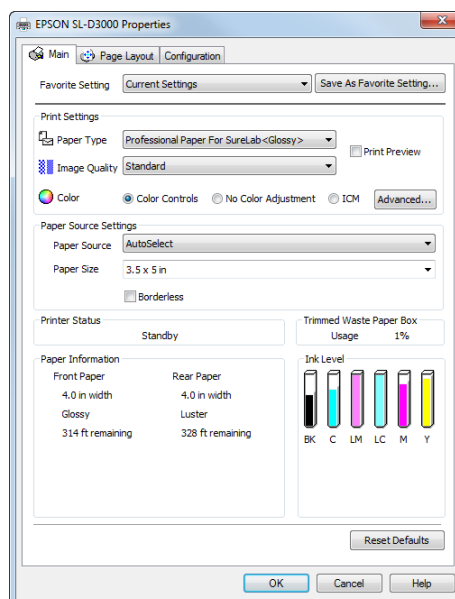 EPSON SL-D3000 Properties
Main Page Layout Configuration
Favorite Setting Current Settings Save As Favorite Setting...
Print Settings
Paper Type Professional Paper For SureLab<Glossy>
Print Preview
Image Quality Standard
Color Color Controls No Color Adjustment ICM Advanced...
Paper Source Settings
Paper Source AutoSelect
Paper Size 3.5 x 5 in
Borderless
Printer Status
Standby
Trimmed Waste Paper Box
Usage 1%
Paper Information
Front Paper Rear Paper
4.0 in width 4.0 in width
Glossy Luster
314 ft remaining 328 ft remaining
Ink Level
BK C LM LC M Y
Reset Defaults
OK Cancel Help